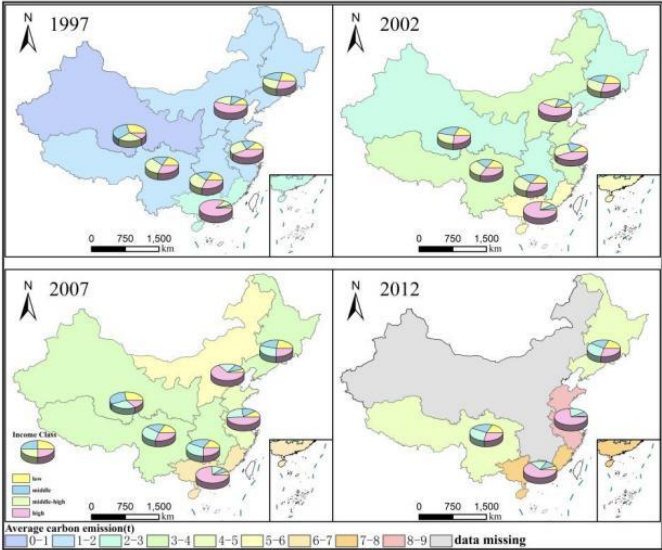 N
1997
0 750 1,500
km
N
2002
0 750 1,500
km
N
2007
Income Class
low
middle
middle-high
high
0 750 1,500
km
N
2012
0 750 1,500
km
Average carbon emission(t)
0-1 1-2 2-3 3-4 4-5 5-6 6-7 7-8 8-9 data missing